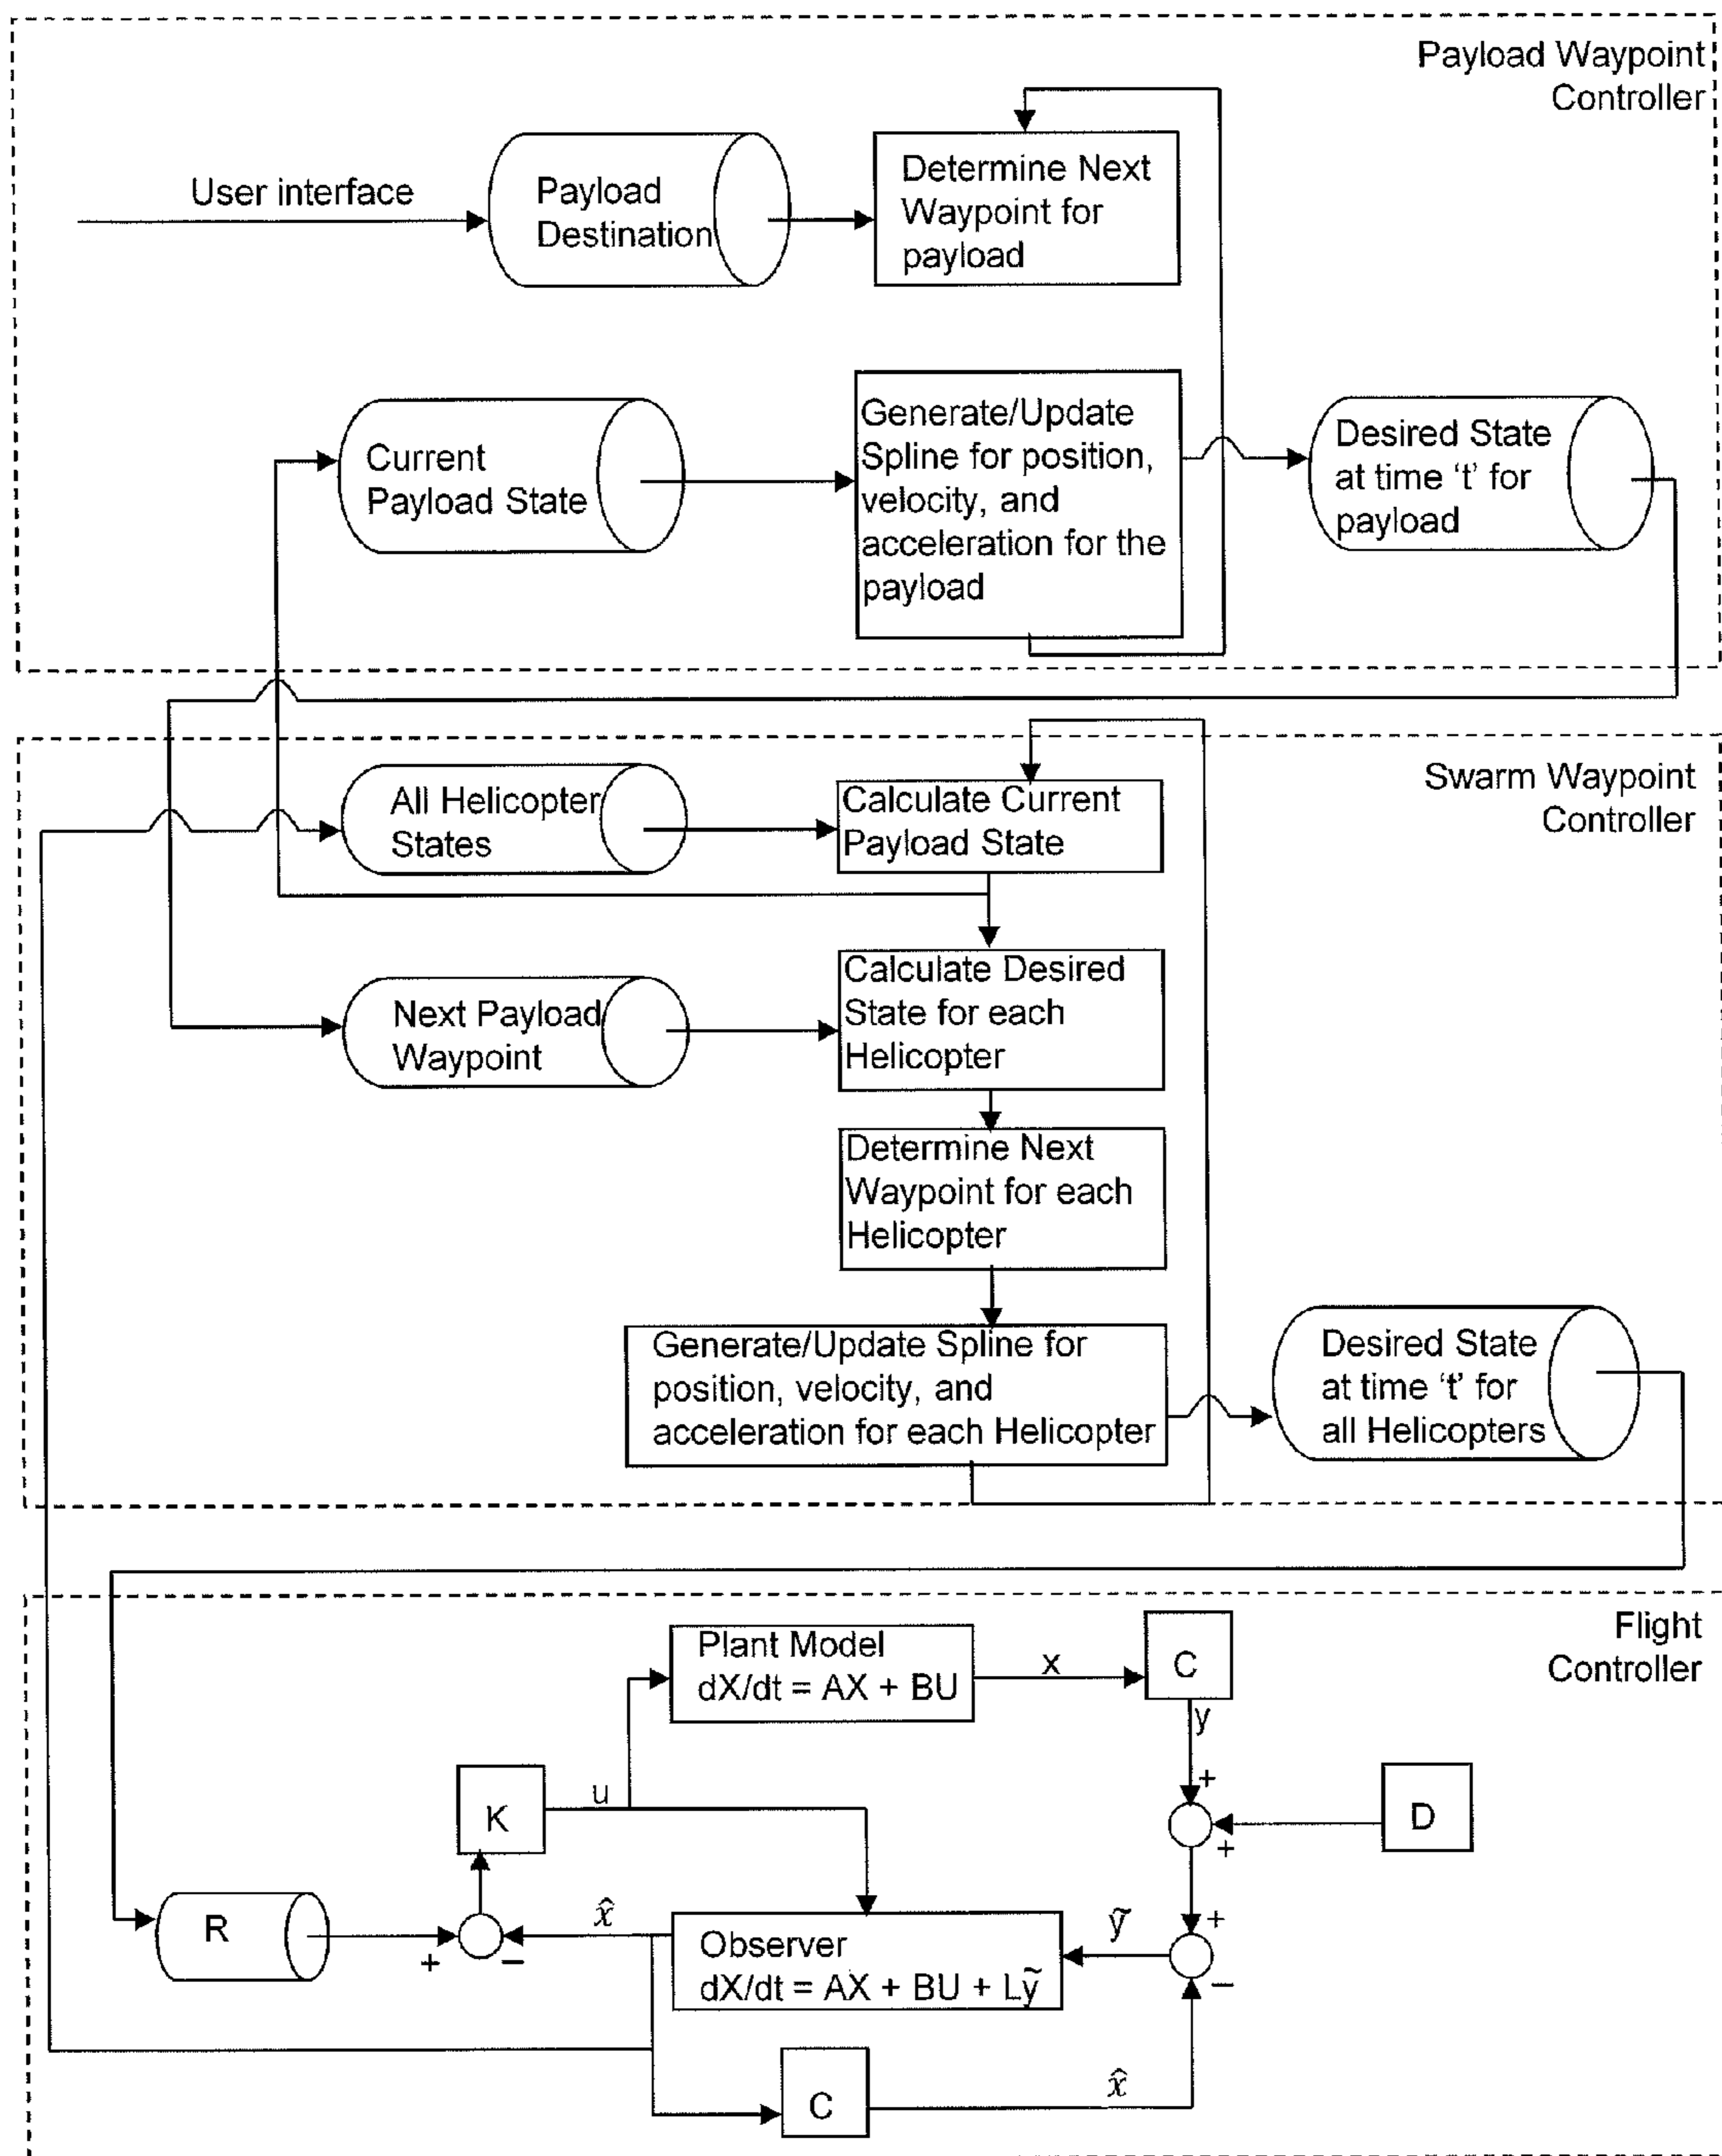 Payload Waypoint
Controller
User interface
Payload
Destination
Determine Next
Waypoint for
payload
Current
Payload State
Generate/Update
Spline for position,
velocity, and
acceleration for the
payload
Desired State
at time ‘t’ for
payload
Swarm Waypoint
Controller
All Helicopter
States
Calculate Current
Payload State
Next Payload
Waypoint
Calculate Desired
State for each
Helicopter
Determine Next
Waypoint for each
Helicopter
Generate/Update Spline for
position, velocity, and
acceleration for each Helicopter
Desired State
at time ‘t’ for
all Helicopters
Flight
Controller
Plant Model
dX/dt = AX + BU
x
C
y
+
K
u
D
+
R
+
−
x̂
Observer
dX/dt = AX + BU + Lỹ
ỹ
+
−
C
x̂